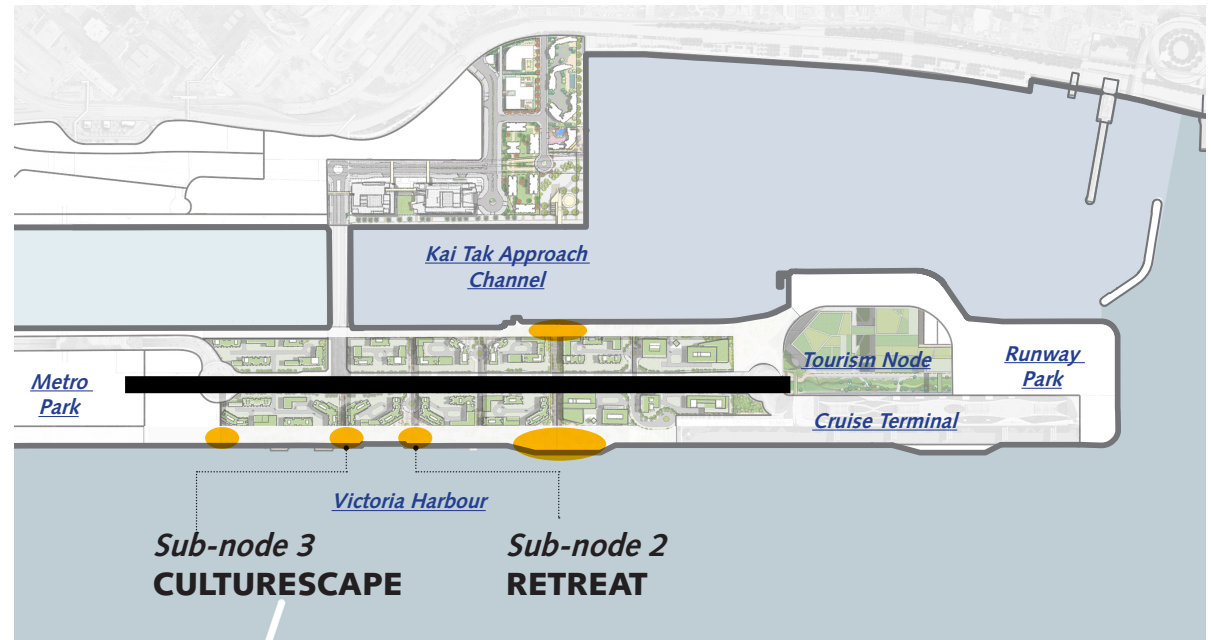 Kai Tak Approach
Channel
Tourism Node
Runway
Park
Metro
Park
Cruise Terminal
Victoria Harbour
Sub-node 3
CULTURESCAPE
Sub-node 2
RETREAT